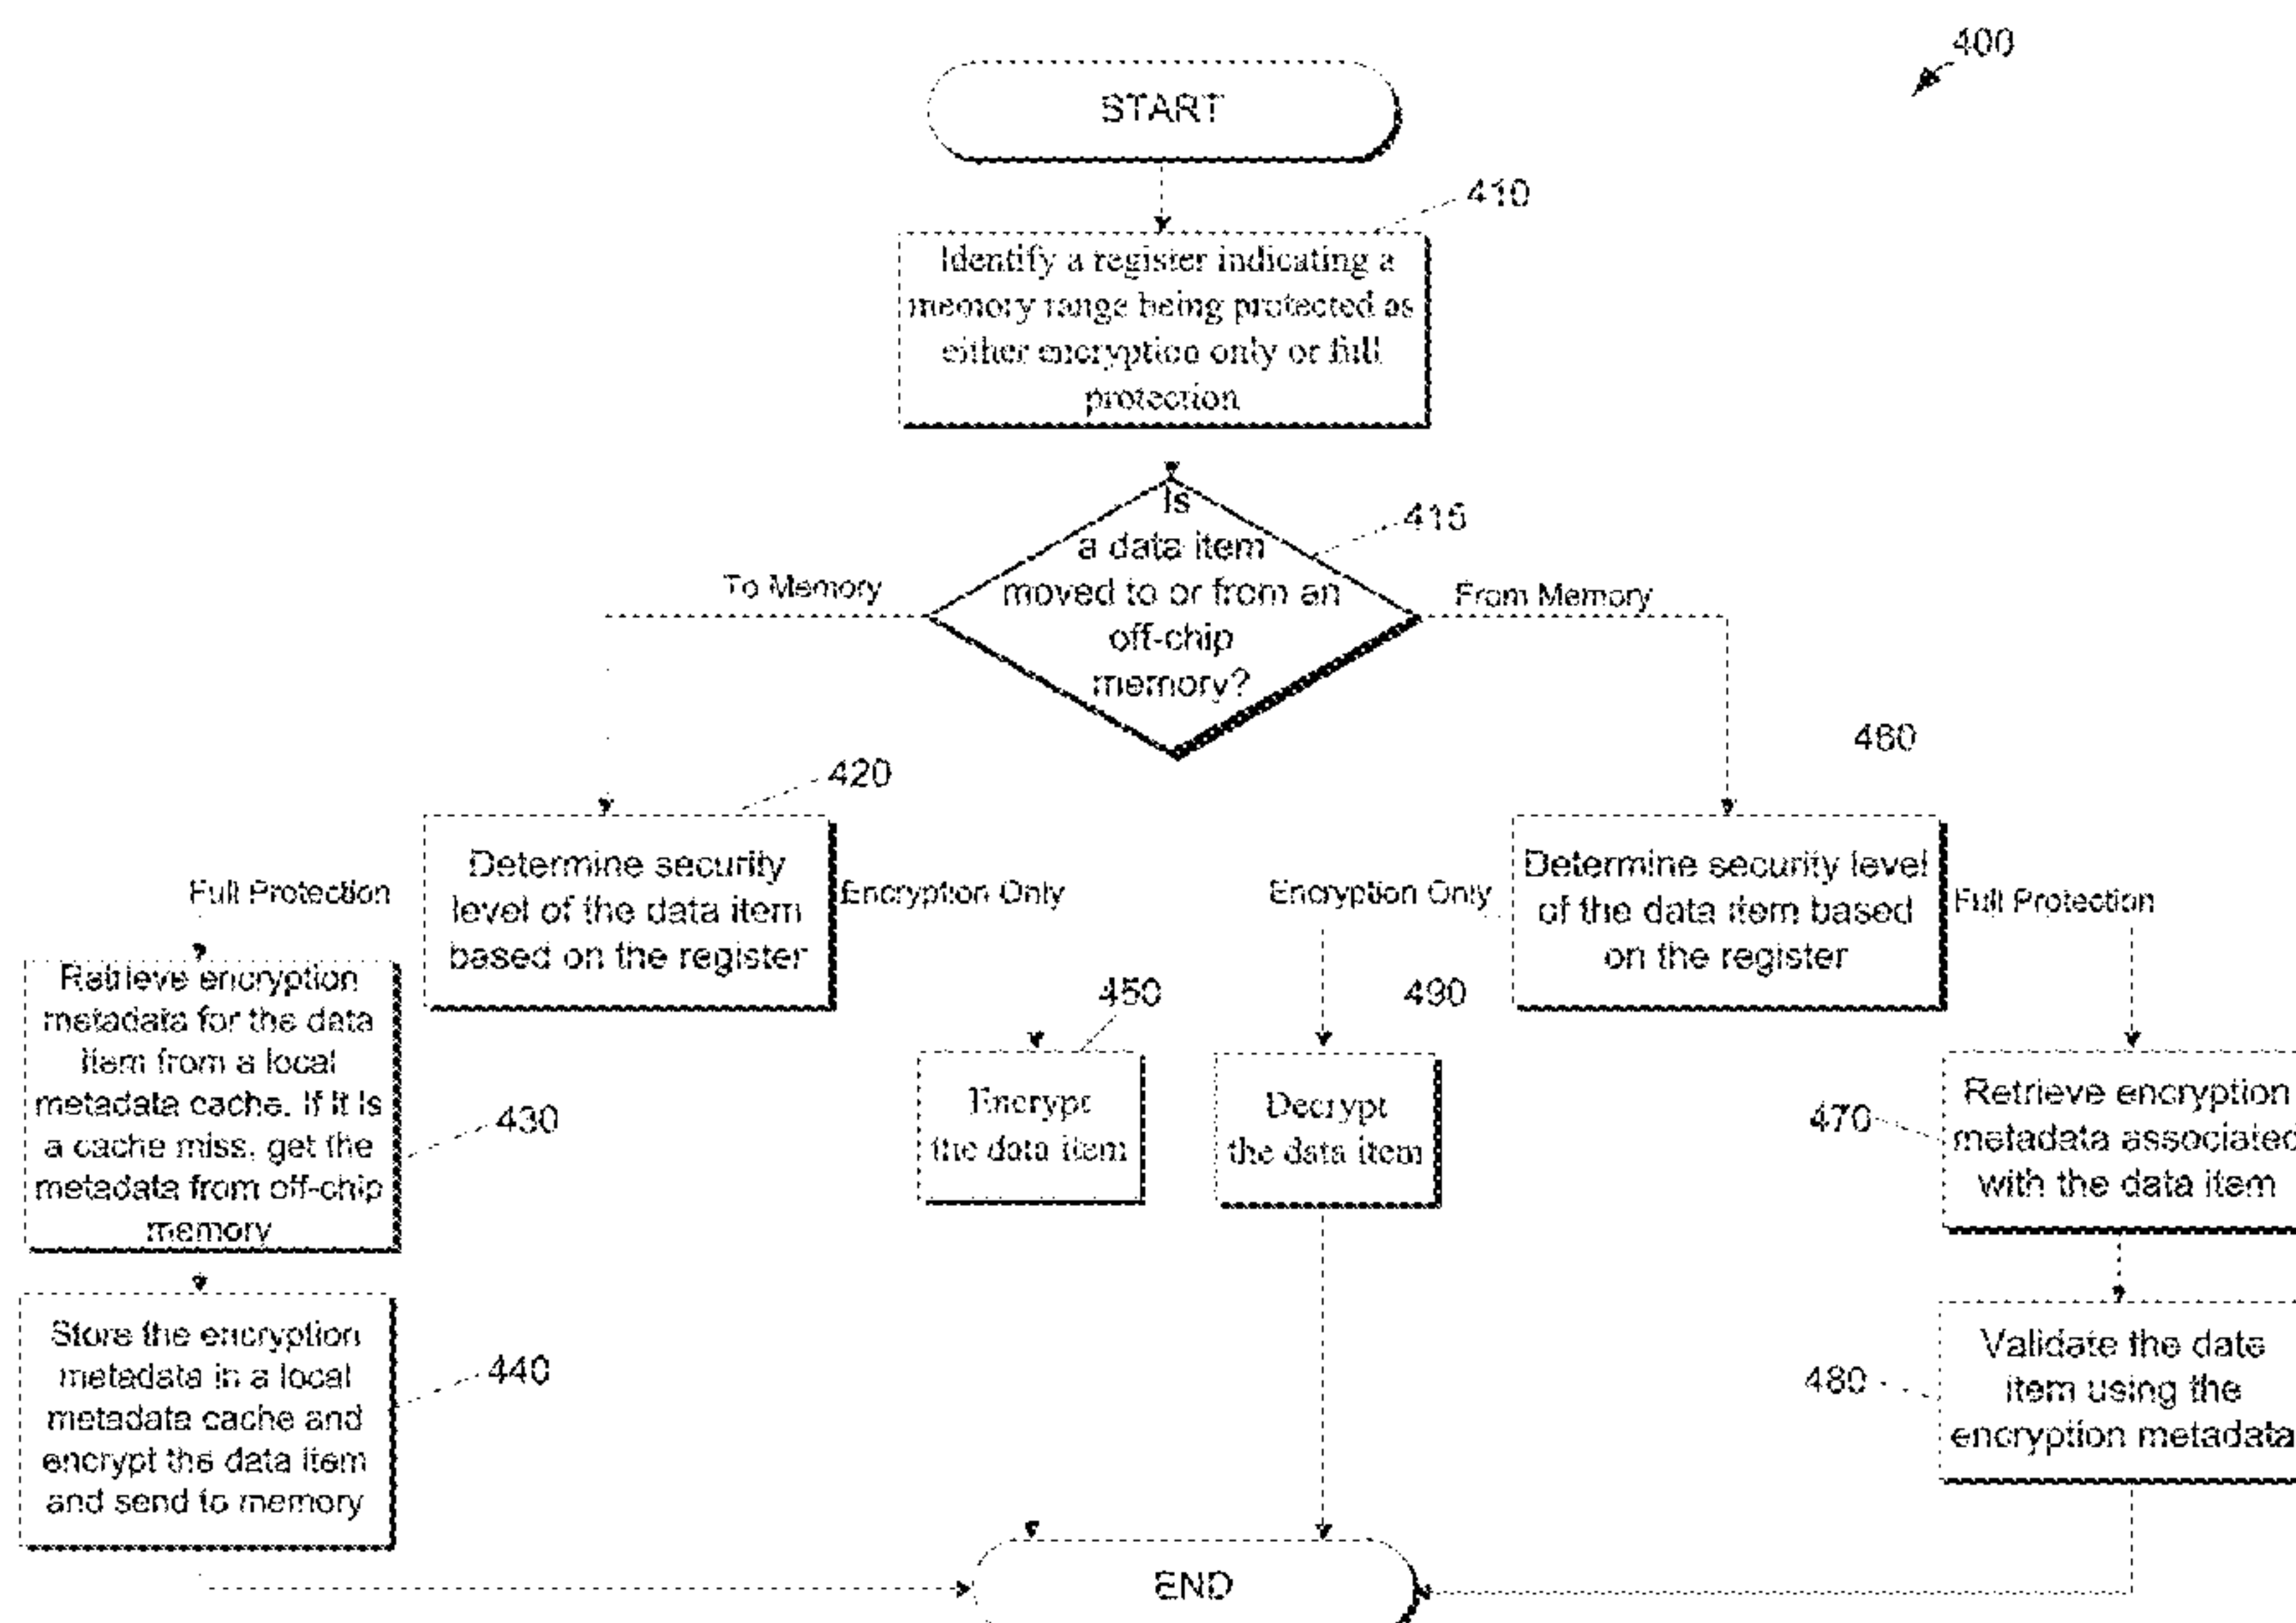 400
START
410
Identify a register indicating a
memory range being protected as
either encryption only or full
protection
Is
a data item
moved to or from an
off-chip
memory?
415
To Memory
From Memory
420
460
Determine security
level of the data item
based on the register
Full Protection
Encryption Only
Encryption Only
Determine security level
of the data item based
on the register
Full Protection
Retrieve encryption
metadata for the data
item from a local
metadata cache. If it is
a cache miss, get the
metadata from off-chip
memory
430
450
Encrypt
the data item
490
Decrypt
the data item
470
Retrieve encryption
metadata associated
with the data item
Store the encryption
metadata in a local
metadata cache and
encrypt the data item
and send to memory
440
480
Validate the date
item using the
encryption metadata
END